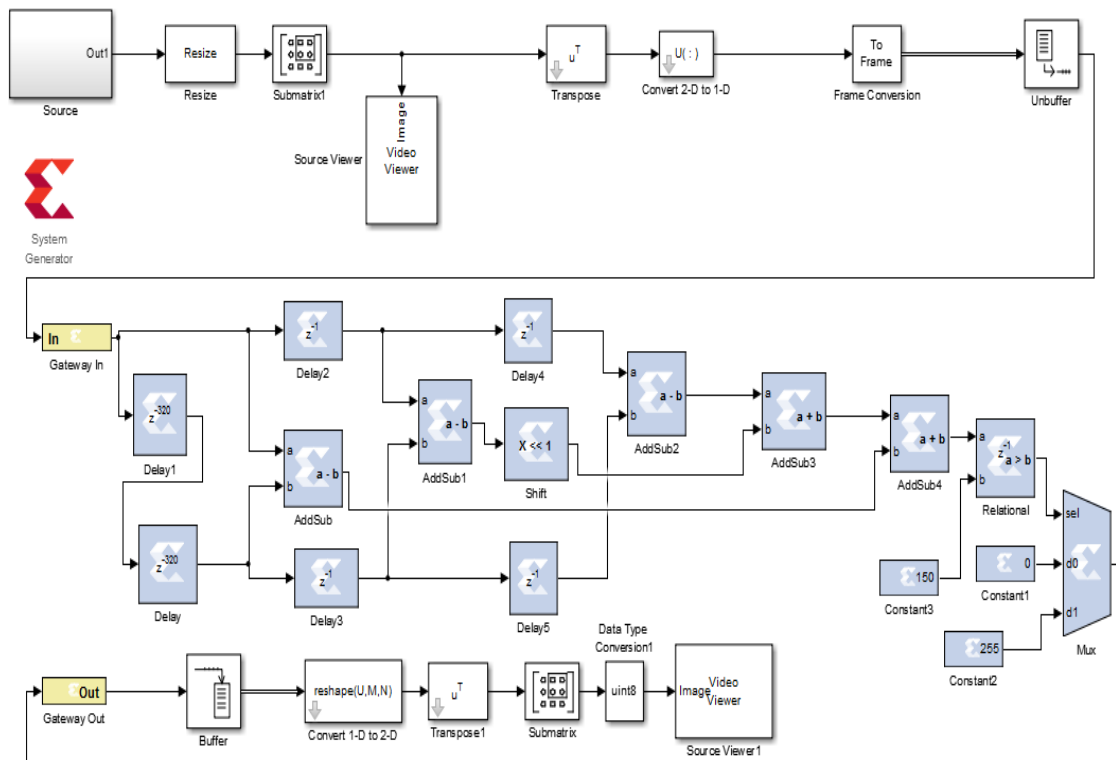 Out1
Source
Resize
Resize
Submatrix1
Image
Video
Viewer
Source Viewer
u^T
Transpose
U( : )
Convert 2-D to 1-D
To
Frame
Frame Conversion
Unbuffer
System
Generator
In
Gateway In
z^-320
Delay1
z^-320
Delay
z^-1
Delay2
a
b
a - b
AddSub
z^-1
Delay3
a
b
a - b
AddSub1
z^-1
Delay4
X << 1
Shift
z^-1
Delay5
a
b
a - b
AddSub2
a
b
a + b
AddSub3
a
b
a + b
AddSub4
a
b
z^-1
a > b
Relational
150
Constant3
0
Constant1
255
Constant2
sel
d0
d1
Mux
Out
Gateway Out
Buffer
reshape(U,M,N)
Convert 1-D to 2-D
u^T
Transpose1
Submatrix
Data Type
Conversion1
uint8
Image
Video
Viewer
Source Viewer1